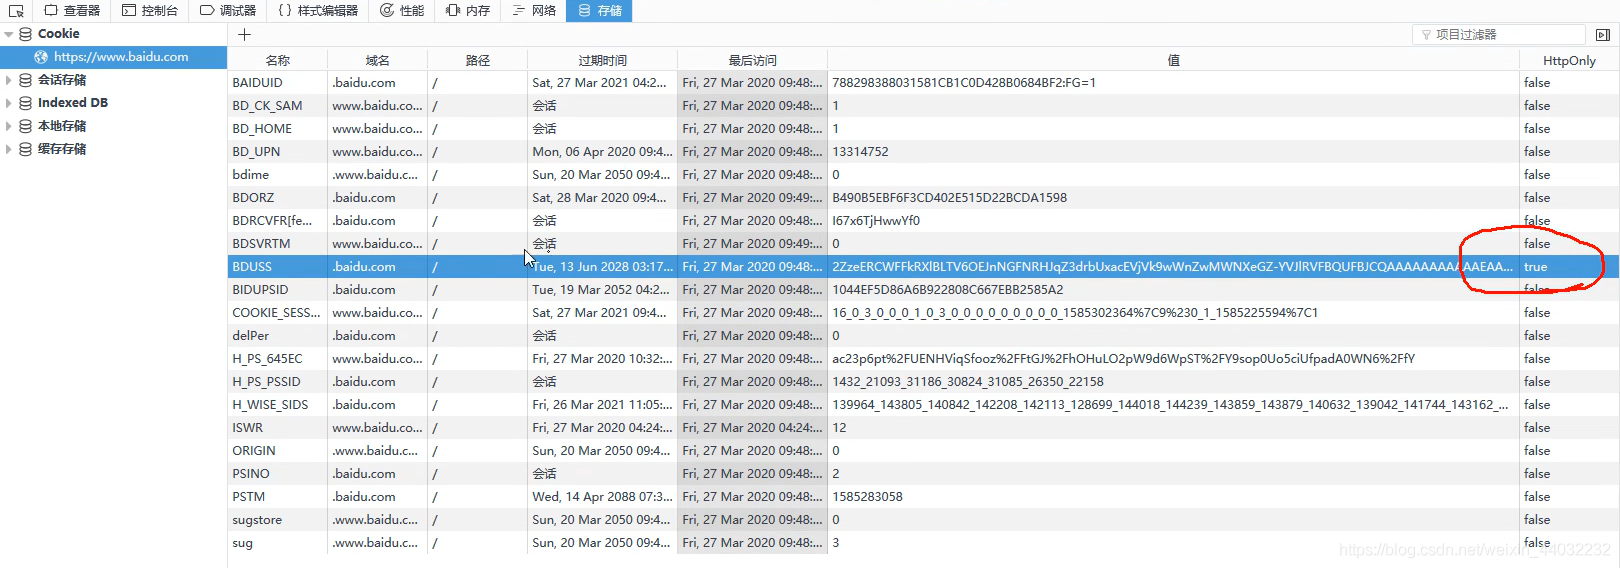 查看器 控制台 调试器 {} 样式编辑器 性能 内存 网络 存储
Cookie
https://www.baidu.com
会话存储
Indexed DB
本地存储
缓存存储
+ 项目过滤器
名称 域名 路径 过期时间 最后访问 值 HttpOnly
BAIDUID .baidu.com / Sat, 27 Mar 2021 04:2... Fri, 27 Mar 2020 09:48:... 788298388031581CB1C0D428B0684BF2:FG=1 false
BD_CK_SAM www.baidu.co... / 会话 Fri, 27 Mar 2020 09:48:... 1 false
BD_HOME www.baidu.co... / 会话 Fri, 27 Mar 2020 09:48:... 1 false
BD_UPN www.baidu.co... / Mon, 06 Apr 2020 09:4... Fri, 27 Mar 2020 09:48:... 13314752 false
bdime .www.baidu.c... / Sun, 20 Mar 2050 09:4... Fri, 27 Mar 2020 09:48:... 0 false
BDORZ .baidu.com / Sat, 28 Mar 2020 09:4... Fri, 27 Mar 2020 09:49:... B490B5EBF6F3CD402E515D22BCDA1598 false
BDRCVFR[fe... .baidu.com / 会话 Fri, 27 Mar 2020 09:48:... I67x6TjHwwYf0 false
BDSVRTM www.baidu.co... / 会话 Fri, 27 Mar 2020 09:49:... 0 false
BDUSS .baidu.com / Tue, 13 Jun 2028 03:17... Fri, 27 Mar 2020 09:48:... 2ZzeERCWFFkRXlBLTV6OEJnNGFNRHJqZ3drbUxacEVjVk9wWnZwMWNXeGZ-YVJlRVFBQUFBJCQAAAAAAAAAAAEAA... true
BIDUPSID .baidu.com / Tue, 19 Mar 2052 04:2... Fri, 27 Mar 2020 09:48:... 1044EF5D86A6B922808C667EBB2585A2 false
COOKIE_SESS... www.baidu.co... / Sat, 27 Mar 2021 09:4... Fri, 27 Mar 2020 09:48:... 16_0_3_0_0_0_1_0_3_0_0_0_0_0_0_0_0_0_1585302364%7C9%230_1_1585225594%7C1 false
delPer .baidu.com / 会话 Fri, 27 Mar 2020 09:48:... 0 false
H_PS_645EC www.baidu.co... / Fri, 27 Mar 2020 10:32:... Fri, 27 Mar 2020 09:48:... ac23p6pt%2FUENHViqSfooz%2FFtGJ%2FhOHuLO2pW9d6WpST%2FY9sop0Uo5ciUfpadA0WN6%2FfY false
H_PS_PSSID .baidu.com / 会话 Fri, 27 Mar 2020 09:48:... 1432_21093_31186_30824_31085_26350_22158 false
H_WISE_SIDS .baidu.com / Fri, 26 Mar 2021 11:05:... Fri, 27 Mar 2020 09:48:... 139964_143805_140842_142208_142113_128699_144018_144239_143859_143879_140632_139042_141744_143162_... false
ISWR www.baidu.co... / Fri, 27 Mar 2020 04:24:... Fri, 27 Mar 2020 04:24:... 12 false
ORIGIN .www.baidu.c... / Sun, 20 Mar 2050 09:4... Fri, 27 Mar 2020 09:48:... 0 false
PSINO .baidu.com / 会话 Fri, 27 Mar 2020 09:48:... 2 false
PSTM .baidu.com / Wed, 14 Apr 2088 07:3... Fri, 27 Mar 2020 09:48:... 1585283058 false
sugstore .www.baidu.c... / Sun, 20 Mar 2050 09:4... Fri, 27 Mar 2020 09:48:... 0 false
sug .www.baidu.c... / Sun, 20 Mar 2050 09:4... Fri, 27 Mar 2020 09:48:... 3 false
https://blog.csdn.net/weixin_44032232